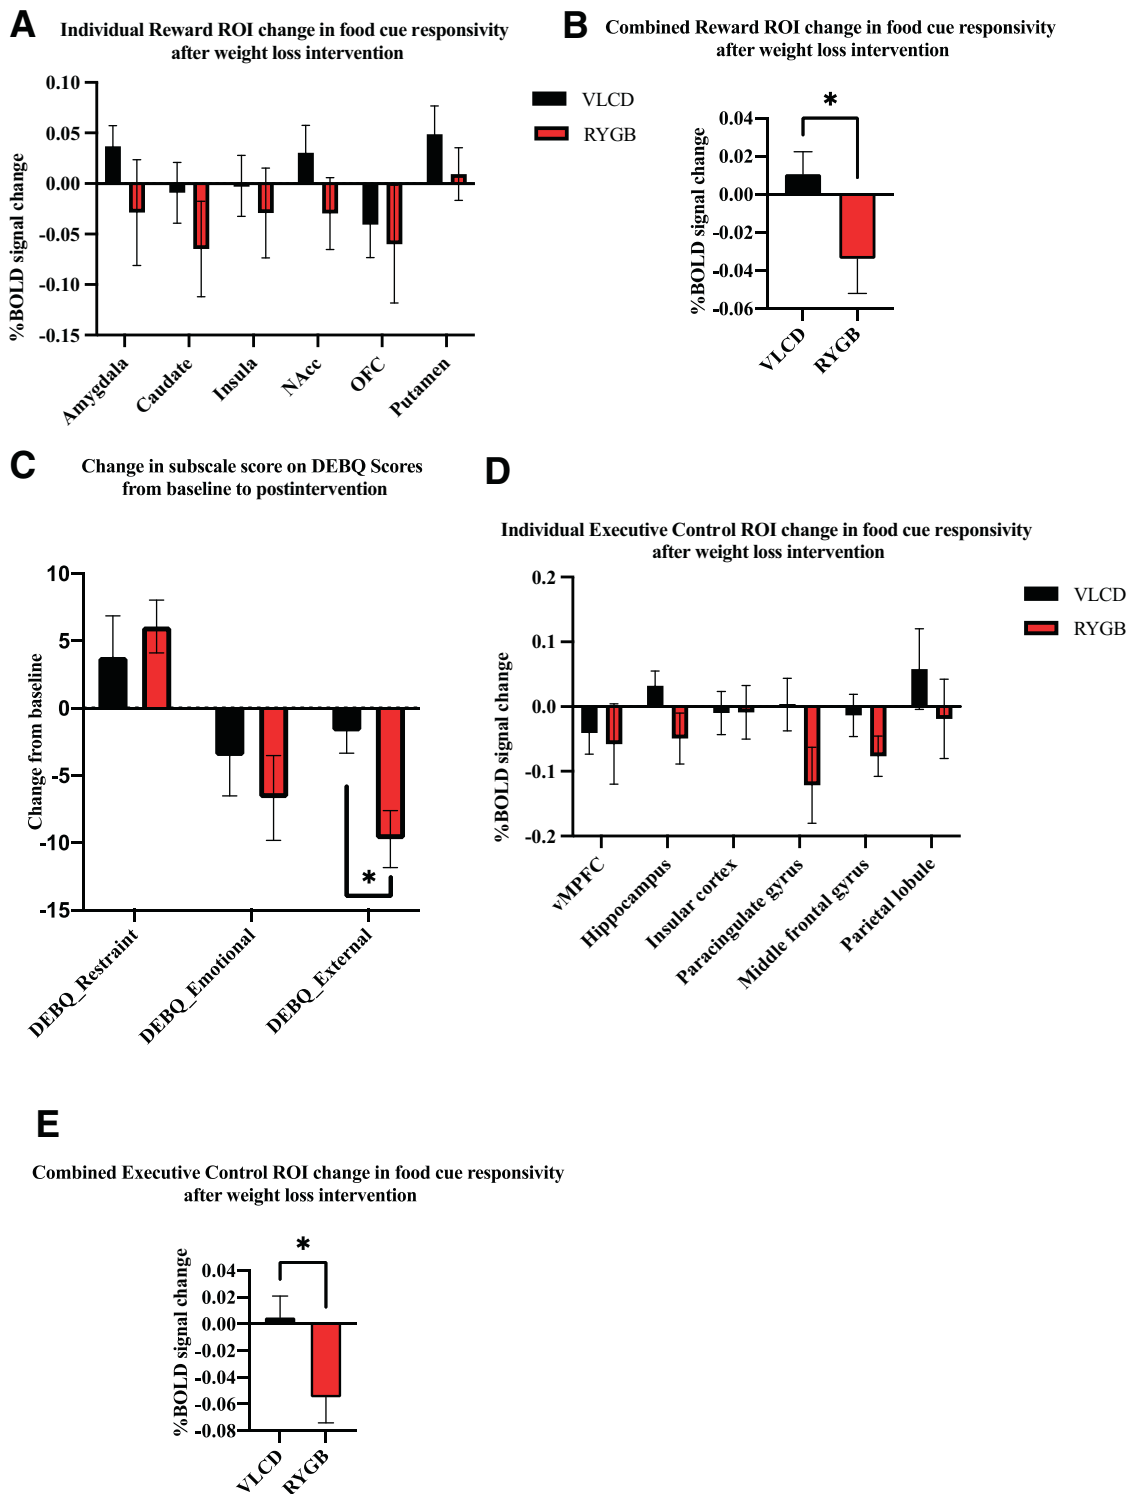 A
Individual Reward ROI change in food cue responsivity
after weight loss intervention
%BOLD signal change
0.10
0.05
0.00
-0.05
-0.10
-0.15
Amygdala
Caudate
Insula
NAcc
OFC
Putamen
VLCD
RYGB
B
Combined Reward ROI change in food cue responsivity
after weight loss intervention
*
%BOLD signal change
0.04
0.02
0.00
-0.02
-0.04
-0.06
VLCD
RYGB
C
Change in subscale score on DEBQ Scores
from baseline to postintervention
Change from baseline
10
5
0
-5
-10
-15
*
DEBQ_Restraint
DEBQ_Emotional
DEBQ_External
D
Individual Executive Control ROI change in food cue responsivity
after weight loss intervention
%BOLD signal change
0.2
0.1
0.0
-0.1
-0.2
vMPFC
Hippocampus
Insular cortex
Paracingulate gyrus
Middle frontal gyrus
Parietal lobule
VLCD
RYGB
E
Combined Executive Control ROI change in food cue responsivity
after weight loss intervention
*
%BOLD signal change
0.04
0.02
0.00
-0.02
-0.04
-0.06
-0.08
VLCD
RYGB